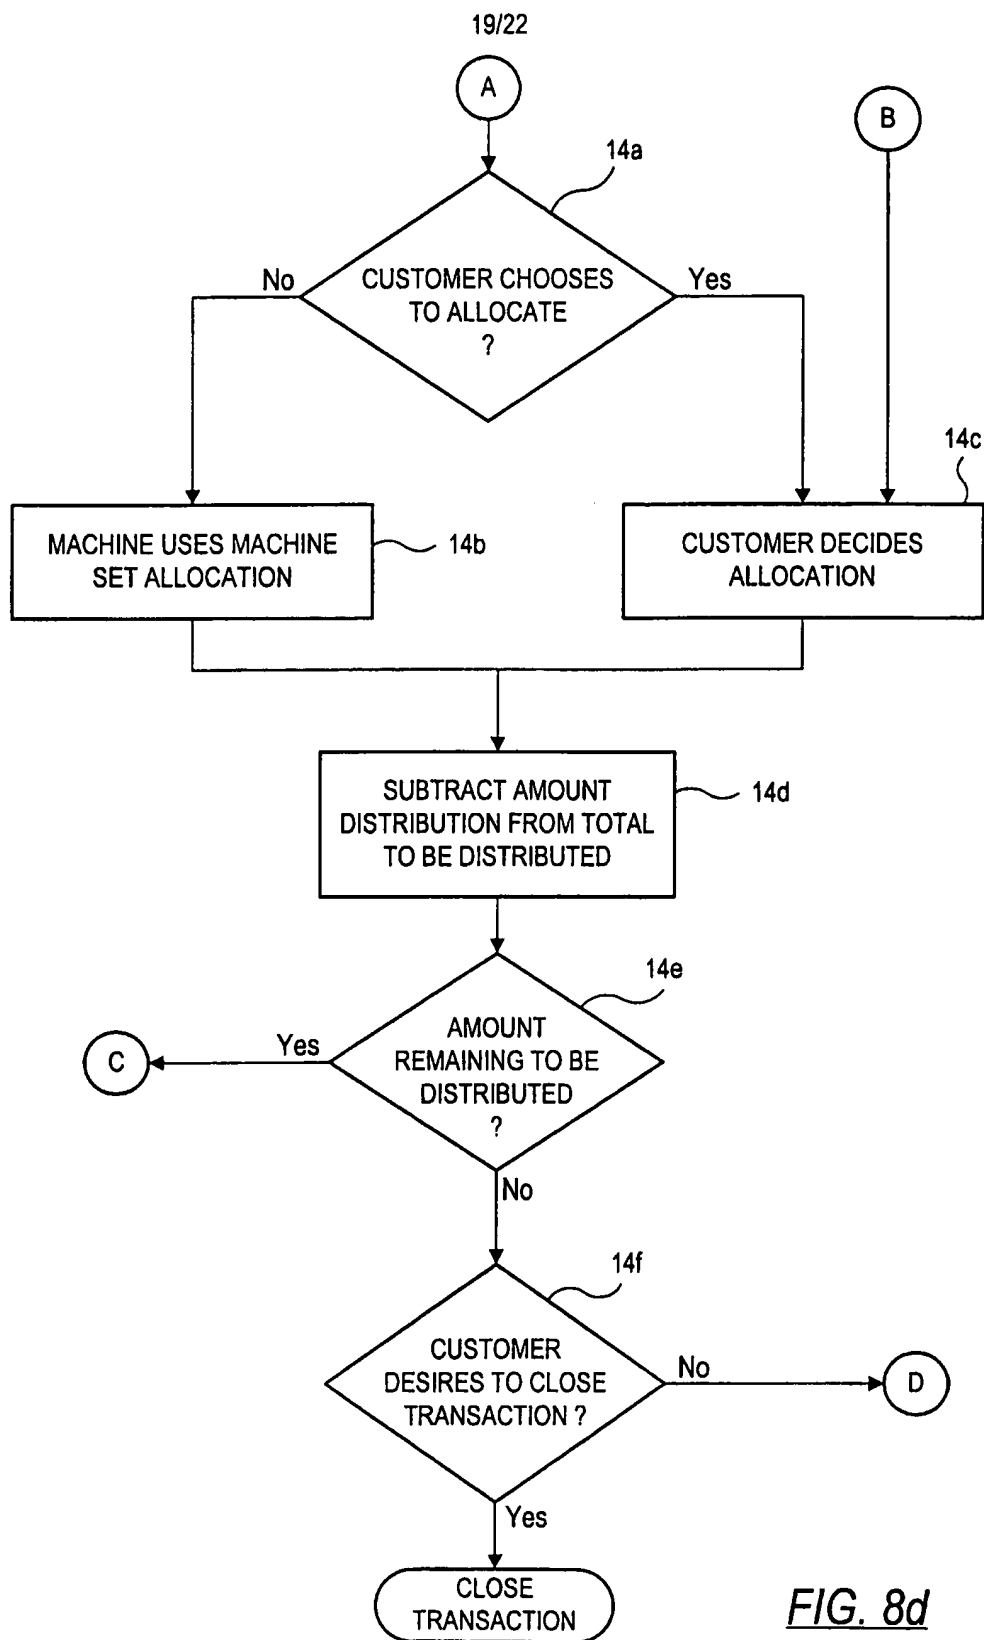 19/22
A
B
14a
No
CUSTOMER CHOOSES
TO ALLOCATE
?
Yes
14c
MACHINE USES MACHINE
SET ALLOCATION
14b
CUSTOMER DECIDES
ALLOCATION
SUBTRACT AMOUNT
DISTRIBUTION FROM TOTAL
TO BE DISTRIBUTED
14d
14e
C
Yes
AMOUNT
REMAINING TO BE
DISTRIBUTED
?
No
14f
CUSTOMER
DESIRES TO CLOSE
TRANSACTION ?
No
D
Yes
CLOSE
TRANSACTION
FIG. 8d